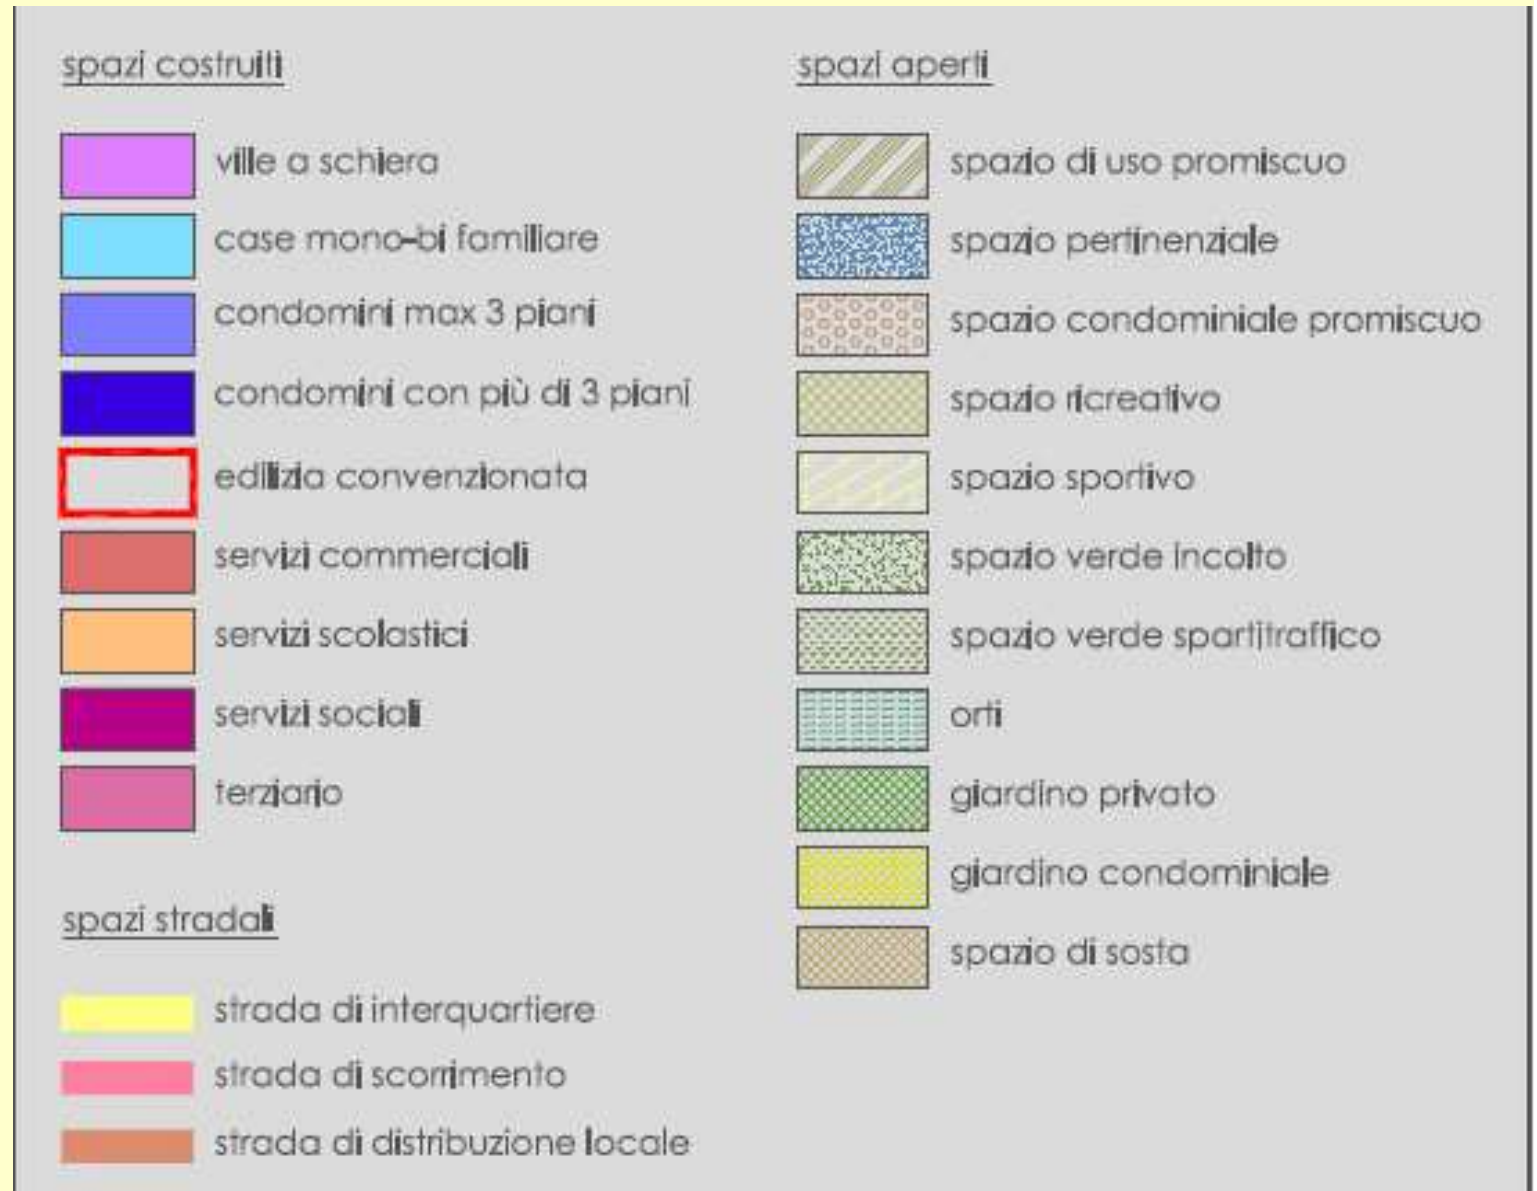 spazi costruiti
ville a schiera
case mono-bi familiare
condomini max 3 piani
condomini con più di 3 piani
edilizia convenzionata
servizi commerciali
servizi scolastici
servizi sociali
terziario
spazi stradali
strada di interquartiere
strada di scorrimento
strada di distribuzione locale
spazi aperti
spazio di uso promiscuo
spazio pertinenziale
spazio condominiale promiscuo
spazio ricreativo
spazio sportivo
spazio verde incolto
spazio verde spartitraffico
orti
giardino privato
giardino condominiale
spazio di sosta